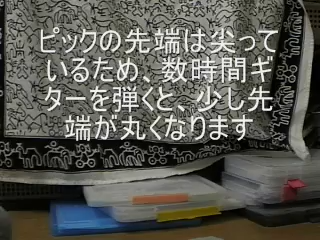 ピックの先端は尖って
いるため、数時間ギ
ターを弾くと、少し先
端が丸くなります